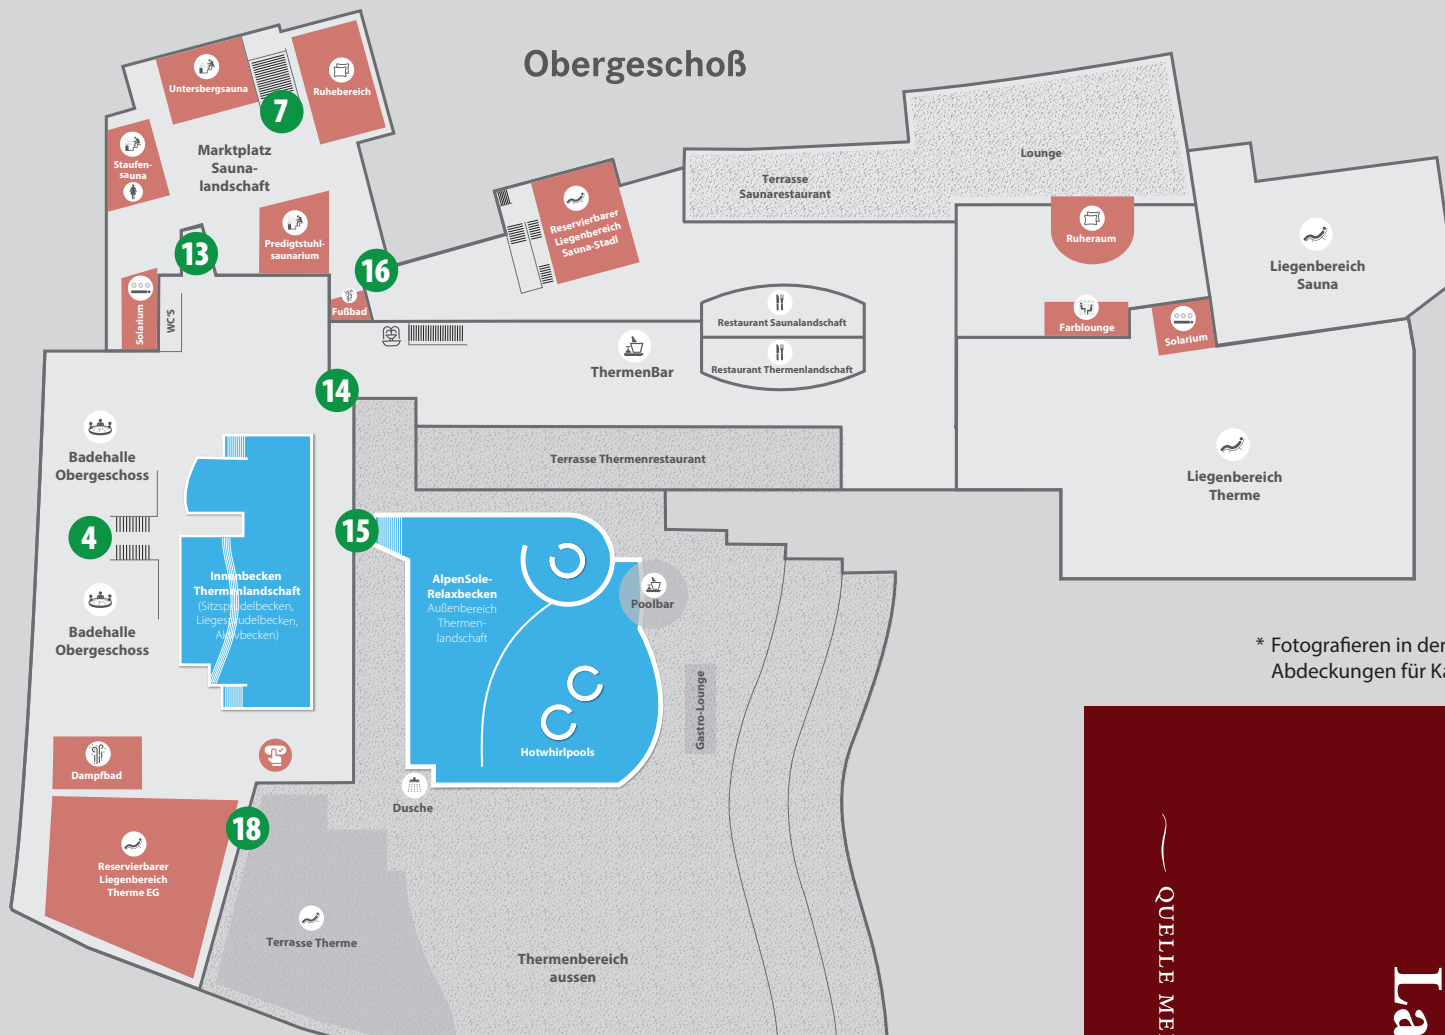 Obergeschoß
Untersbergsauna
7
Ruhebereich
Marktplatz
Sauna-
landschaft
Staufen-
sauna
Predigtstuhl-
saunarium
13
Solarium
WC'S
16
Fußbad
Reservierbarer
Liegenbereich
Sauna-Stadl
Terrasse
Saunarestaurant
Lounge
Ruheraum
Liegenbereich
Sauna
Farblounge
Solarium
Restaurant Saunalandschaft
Restaurant Thermenlandschaft
ThermenBar
14
Terrasse Thermenrestaurant
Liegenbereich
Therme
Badehalle
Obergeschoss
4
Badehalle
Obergeschoss
Innenbecken
Thermenlandschaft
(Sitzsprudelbecken,
Liegesprudelbecken,
Aktivbecken)
15
AlpenSole-
Relaxbecken
Außenbereich
Thermen-
landschaft
Poolbar
Gastro-Lounge
Hotwhirlpools
Dusche
Dampfbad
18
Reservierbarer
Liegenbereich
Therme EG
Terrasse Therme
Thermenbereich
aussen
* Fotografieren in der
Abdeckungen für Ka
QUELLE ME
La